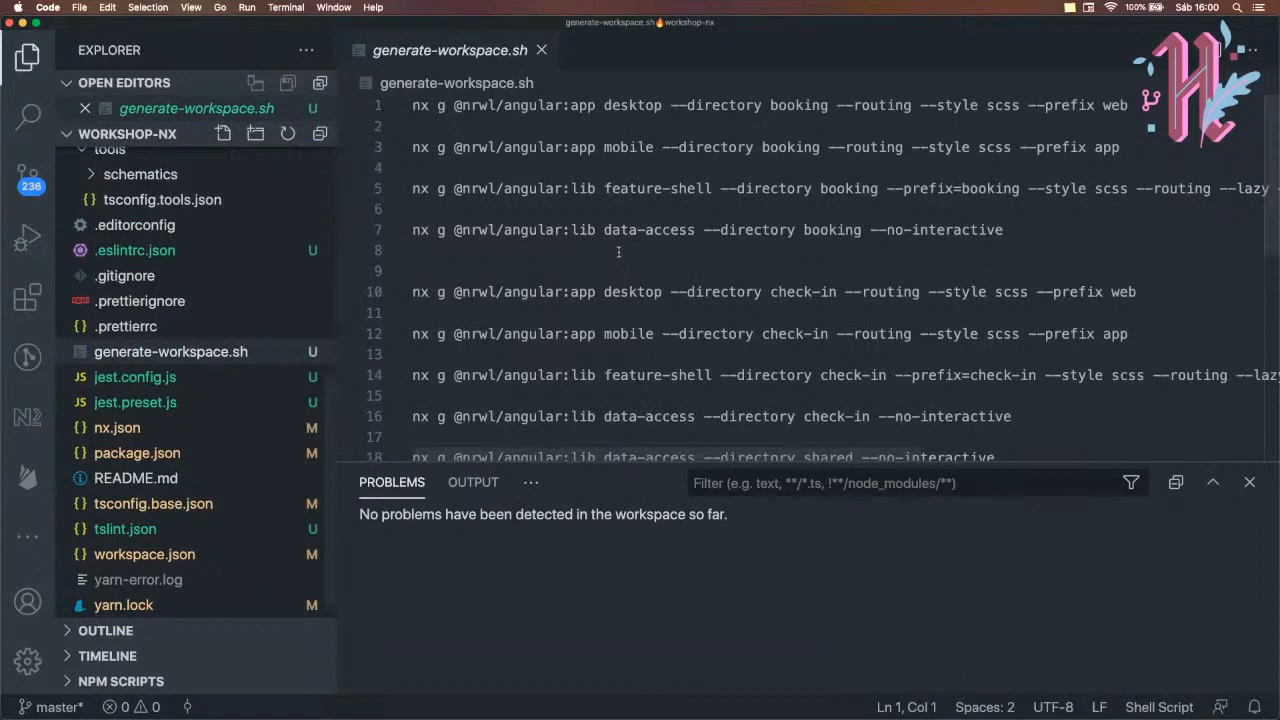 Code File Edit Selection View Go Run Terminal Window Help
100% Sáb 16:00
generate-workspace.sh🔥workshop-nx
EXPLORER
OPEN EDITORS
generate-workspace.sh U
WORKSHOP-NX
tools
schematics
tsconfig.tools.json
.editorconfig
.eslintrc.json U
.gitignore
.prettierignore
.prettierrc
generate-workspace.sh U
jest.config.js U
jest.preset.js U
nx.json M
package.json M
README.md
tsconfig.base.json M
tslint.json U
workspace.json M
yarn-error.log
yarn.lock M
OUTLINE
TIMELINE
NPM SCRIPTS
236
generate-workspace.sh
generate-workspace.sh
1 nx g @nrwl/angular:app desktop --directory booking --routing --style scss --prefix web
2
3 nx g @nrwl/angular:app mobile --directory booking --routing --style scss --prefix app
4
5 nx g @nrwl/angular:lib feature-shell --directory booking --prefix=booking --style scss --routing --lazy
6
7 nx g @nrwl/angular:lib data-access --directory booking --no-interactive
8
9
10 nx g @nrwl/angular:app desktop --directory check-in --routing --style scss --prefix web
11
12 nx g @nrwl/angular:app mobile --directory check-in --routing --style scss --prefix app
13
14 nx g @nrwl/angular:lib feature-shell --directory check-in --prefix=check-in --style scss --routing --lazy
15
16 nx g @nrwl/angular:lib data-access --directory check-in --no-interactive
17
18 nx g @nrwl/angular:lib data-access --directory shared --no-interactive
PROBLEMS OUTPUT
Filter (e.g. text, **/*.ts, !**/node_modules/**)
No problems have been detected in the workspace so far.
master* 0 0
Ln 1, Col 1 Spaces: 2 UTF-8 LF Shell Script